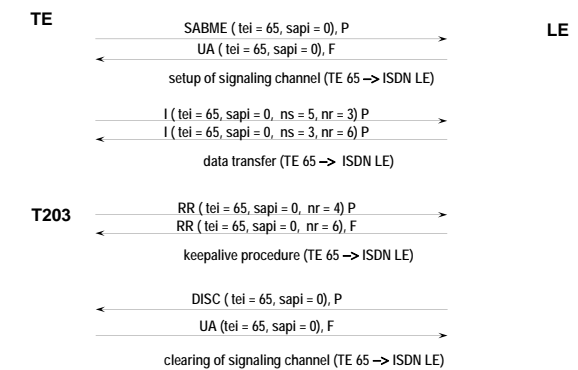 TE
LE
SABME ( tei = 65, sapi = 0), P
UA ( tei = 65, sapi = 0), F
setup of signaling channel (TE 65 –> ISDN LE)
I ( tei = 65, sapi = 0, ns = 5, nr = 3) P
I ( tei = 65, sapi = 0, ns = 3, nr = 6) P
data transfer (TE 65 –> ISDN LE)
T203
RR ( tei = 65, sapi = 0, nr = 4) P
RR ( tei = 65, sapi = 0, nr = 6), F
keepalive procedure (TE 65 –> ISDN LE)
DISC ( tei = 65, sapi = 0), P
UA (tei = 65, sapi = 0), F
clearing of signaling channel (TE 65 –> ISDN LE)